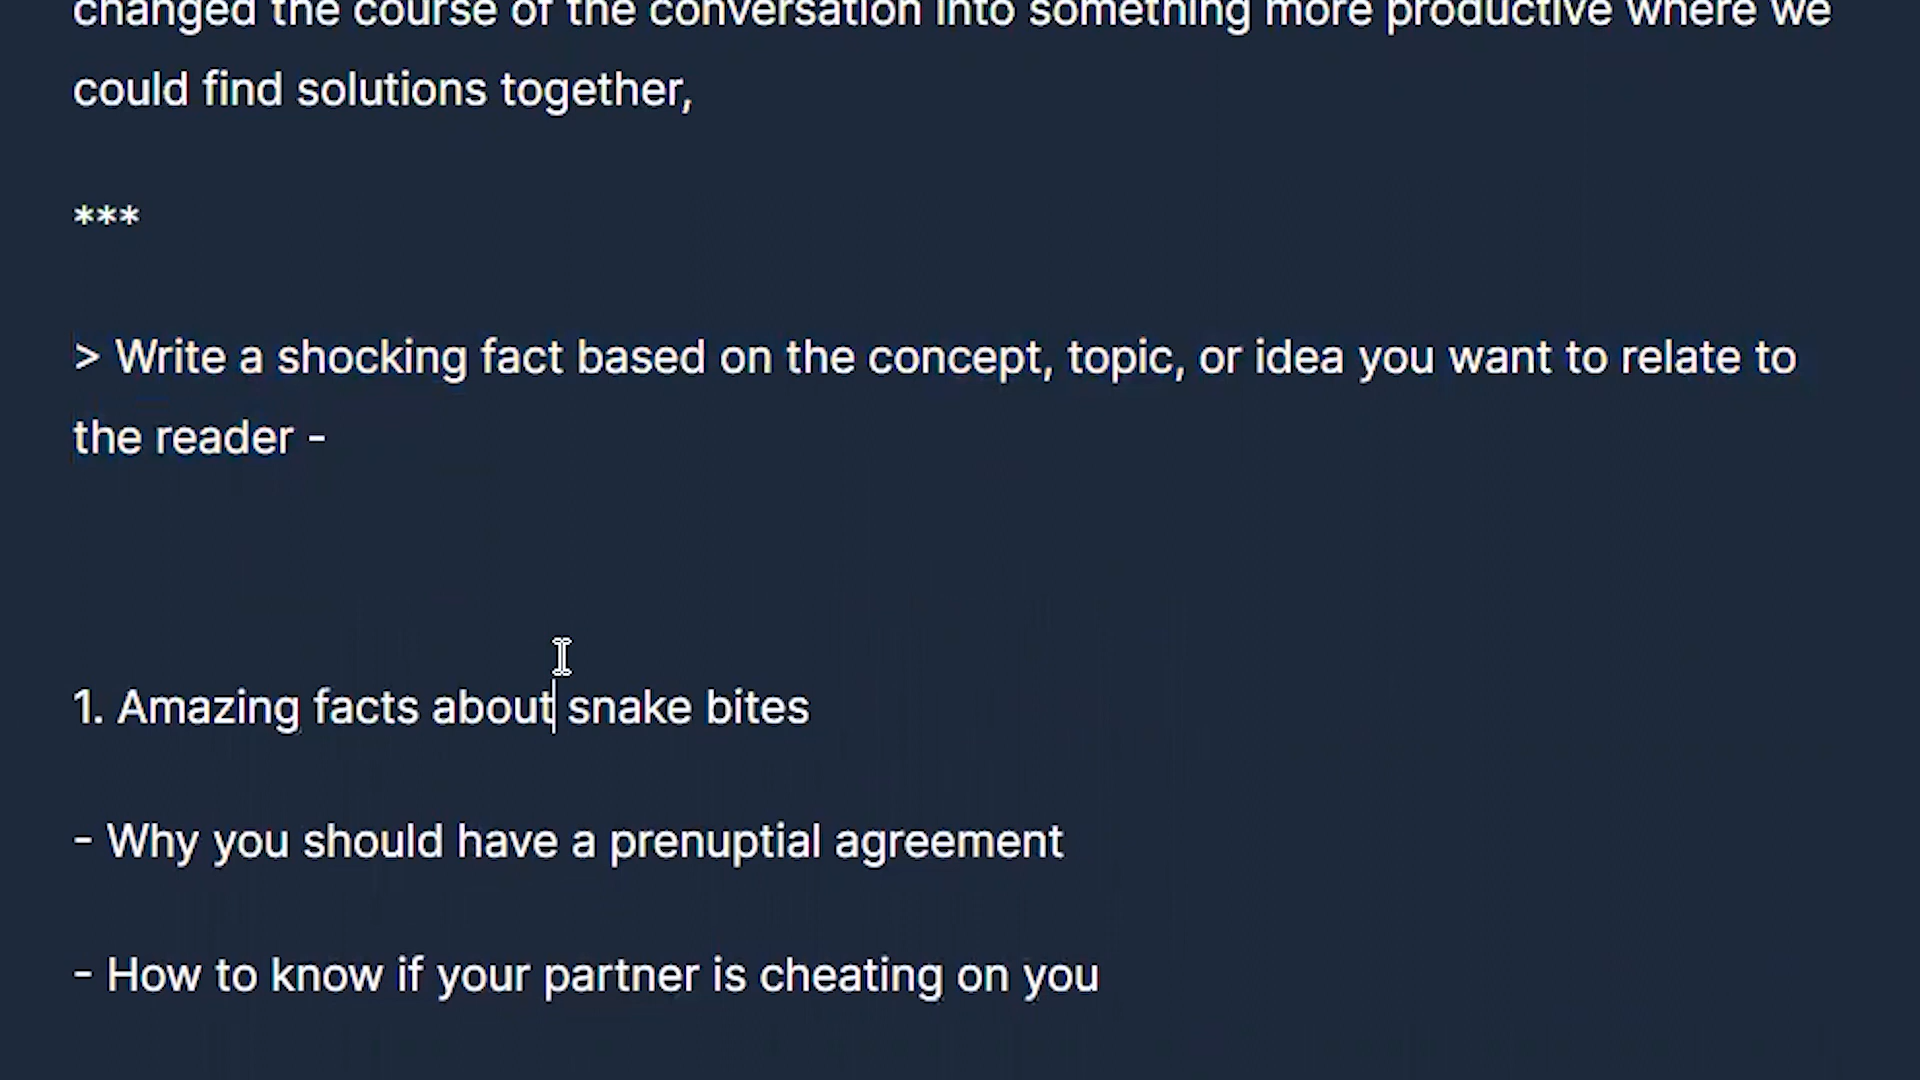 changed the course of the conversation into something more productive where we
could find solutions together,
***
> Write a shocking fact based on the concept, topic, or idea you want to relate to
the reader -
1. Amazing facts about snake bites
- Why you should have a prenuptial agreement
- How to know if your partner is cheating on you